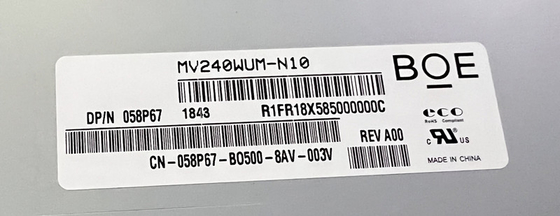 MV240WUM-N10
BOE
DP/N 058P67 1843 R1FR18X585000000C
eco
RoHS Compliant
REV A00
c RU US
CN-058P67-BO500-8AV-003V
MADE IN CHINA